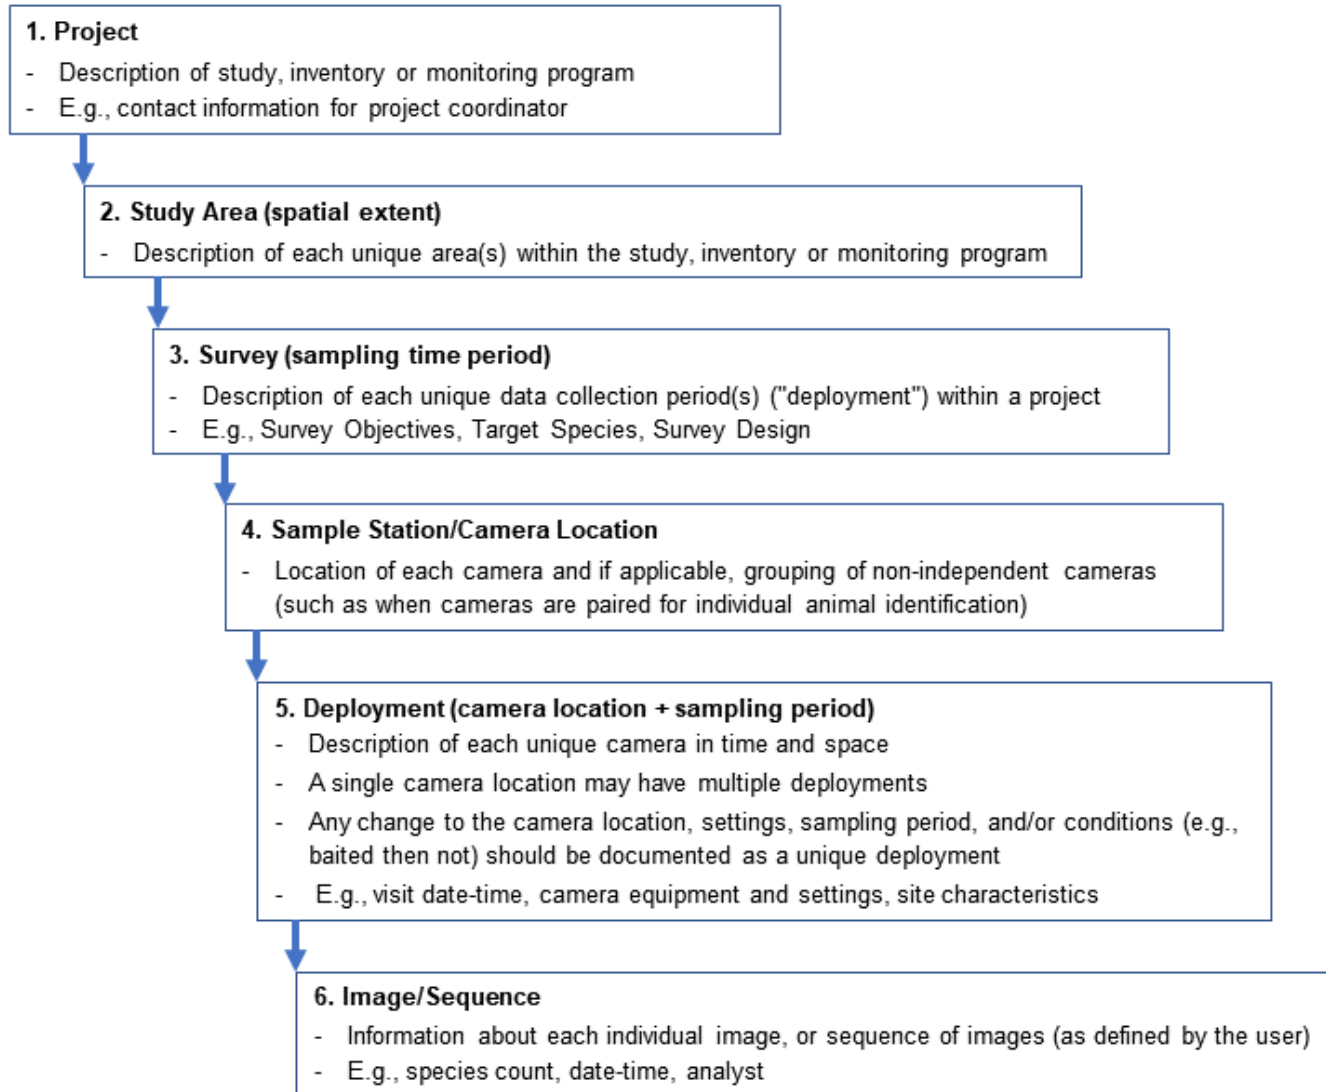 1. Project
- Description of study, inventory or monitoring program
- E.g., contact information for project coordinator
2. Study Area (spatial extent)
- Description of each unique area(s) within the study, inventory or monitoring program
3. Survey (sampling time period)
- Description of each unique data collection period(s) ("deployment") within a project
- E.g., Survey Objectives, Target Species, Survey Design
4. Sample Station/Camera Location
- Location of each camera and if applicable, grouping of non-independent cameras
(such as when cameras are paired for individual animal identification)
5. Deployment (camera location + sampling period)
- Description of each unique camera in time and space
- A single camera location may have multiple deployments
- Any change to the camera location, settings, sampling period, and/or conditions (e.g.,
baited then not) should be documented as a unique deployment
- E.g., visit date-time, camera equipment and settings, site characteristics
6. Image/Sequence
- Information about each individual image, or sequence of images (as defined by the user)
- E.g., species count, date-time, analyst